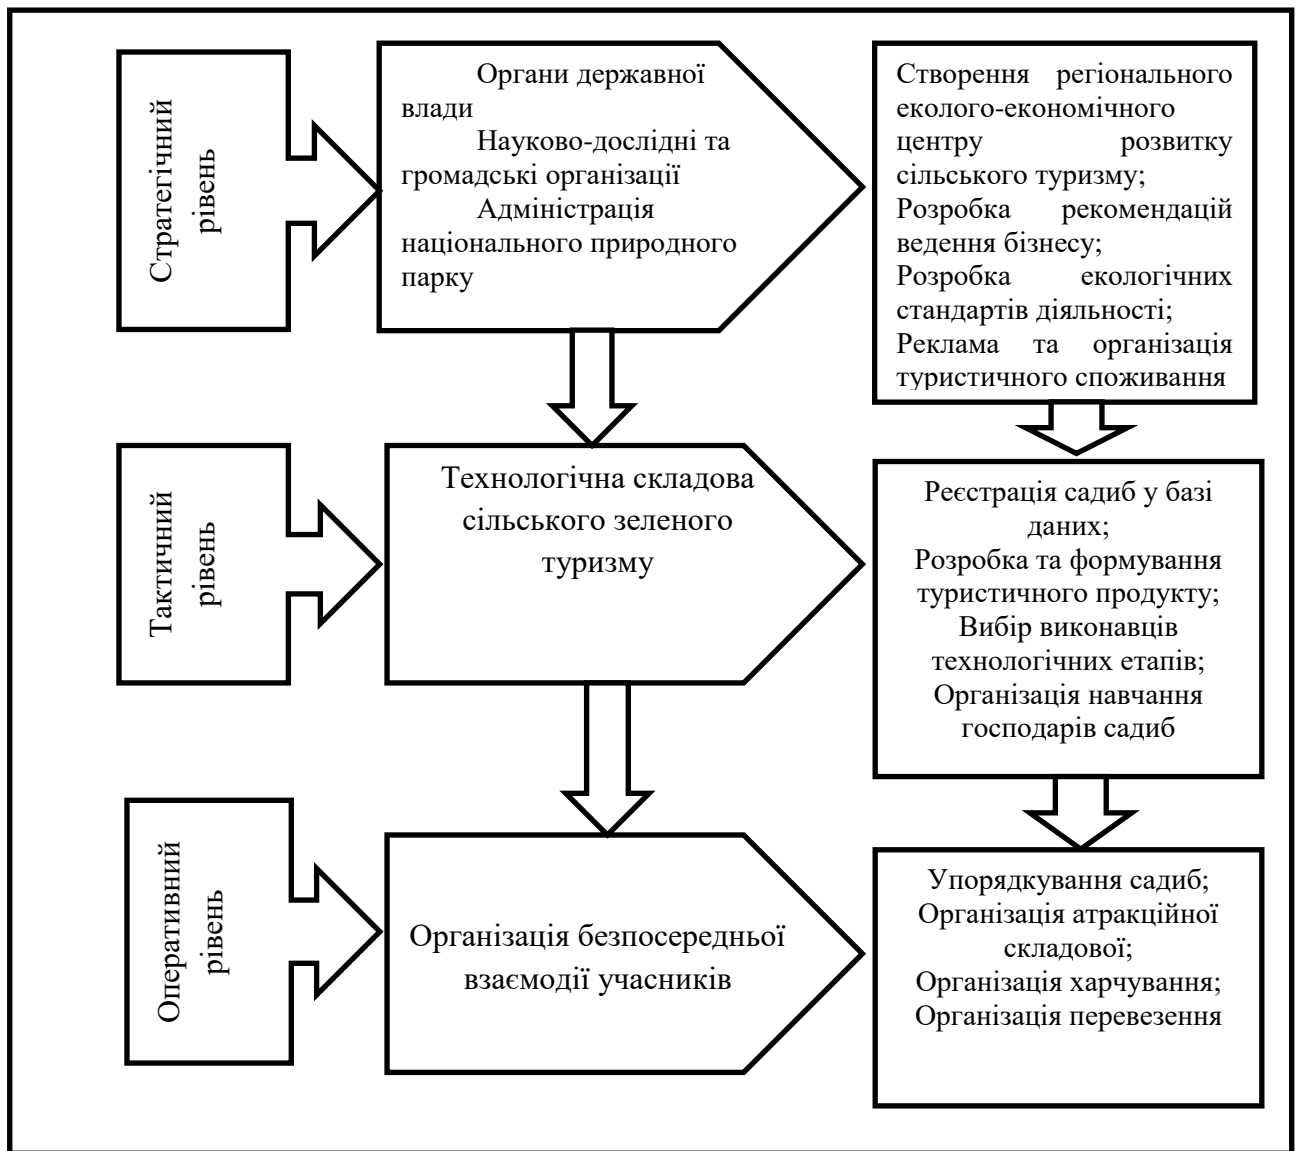 Стратегічний
рівень
Органи державної
влади
Науково-дослідні та
громадські організації
Адміністрація
національного природного
парку
Створення регіонального
еколого-економічного
центру розвитку
сільського туризму;
Розробка рекомендацій
ведення бізнесу;
Розробка екологічних
стандартів діяльності;
Реклама та організація
туристичного споживання
Тактичний
рівень
Технологічна складова
сільського зеленого
туризму
Реєстрація садиб у базі
даних;
Розробка та формування
туристичного продукту;
Вибір виконавців
технологічних етапів;
Організація навчання
господарів садиб
Оперативний
рівень
Організація безпосередньої
взаємодії учасників
Упорядкування садиб;
Організація атракційної
складової;
Організація харчування;
Організація перевезення